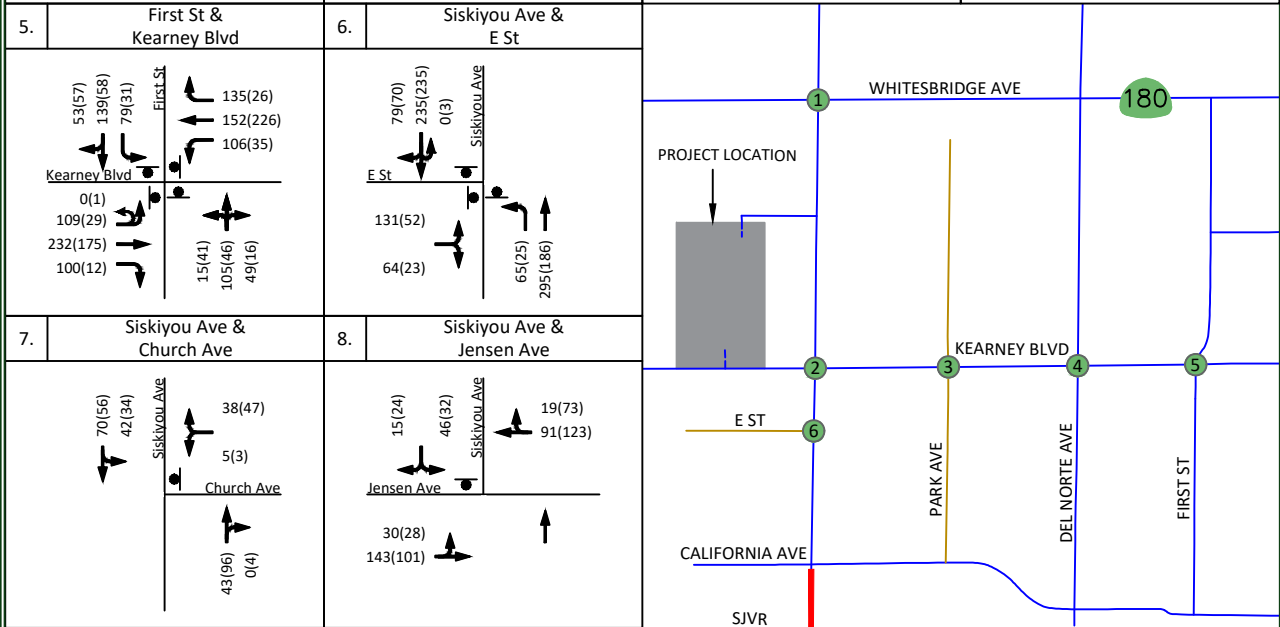 5.
First St &
Kearney Blvd
53(57)
139(58)
79(31)
First St
135(26)
152(226)
106(35)
Kearney Blvd
0(1)
109(29)
232(175)
100(12)
15(41)
105(46)
49(16)
6.
Siskiyou Ave &
E St
79(70)
235(235)
0(3)
Siskiyou Ave
E St
131(52)
64(23)
65(25)
295(186)
7.
Siskiyou Ave &
Church Ave
70(56)
42(34)
Siskiyou Ave
38(47)
5(3)
Church Ave
43(96)
0(4)
8.
Siskiyou Ave &
Jensen Ave
15(24)
46(32)
Siskiyou Ave
19(73)
91(123)
Jensen Ave
30(28)
143(101)
1
WHITESBRIDGE AVE
180
PROJECT LOCATION
KEARNEY BLVD
2
3
4
5
E ST
6
PARK AVE
DEL NORTE AVE
FIRST ST
CALIFORNIA AVE
SJVR